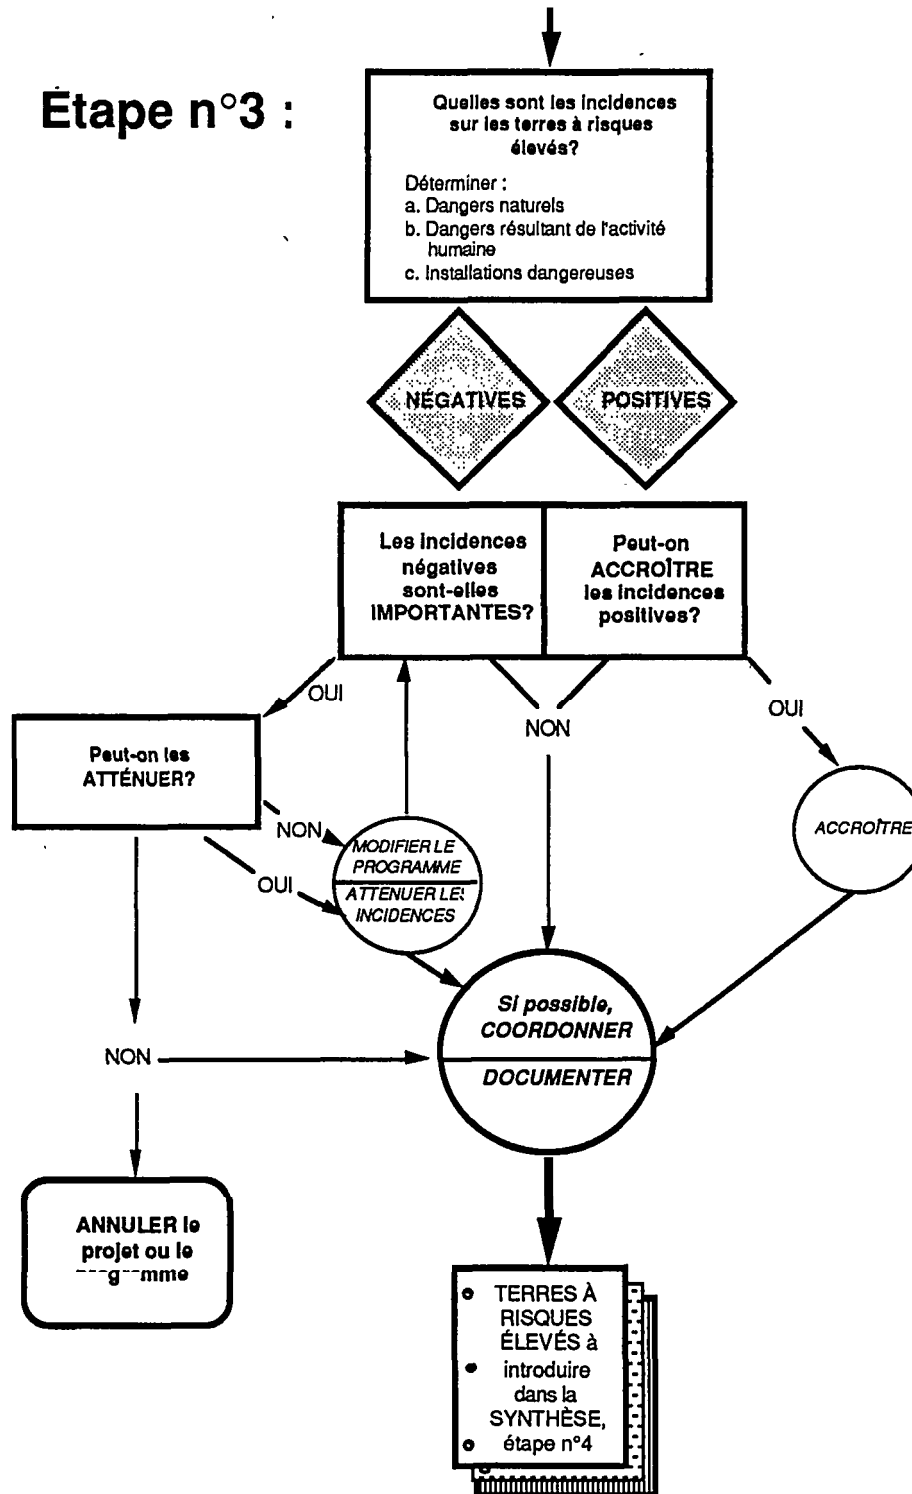 Étape n°3 :
Quelles sont les incidences
sur les terres à risques
élevés?
Déterminer :
a. Dangers naturels
b. Dangers résultant de l'activité
humaine
c. Installations dangereuses
NÉGATIVES
POSITIVES
Les incidences
négatives
sont-elles
IMPORTANTES?
Peut-on
ACCROÎTRE
les incidences
positives?
OUI
NON
OUI
Peut-on les
ATTÉNUER?
NON
OUI
MODIFIER LE
PROGRAMME
ATTENUER LES
INCIDENCES
ACCROÎTRE
Si possible,
COORDONNER
DOCUMENTER
NON
ANNULER le
projet ou le
TERRES À
RISQUES
ÉLEVÉS à
introduire
dans la
SYNTHÈSE,
étape n°4